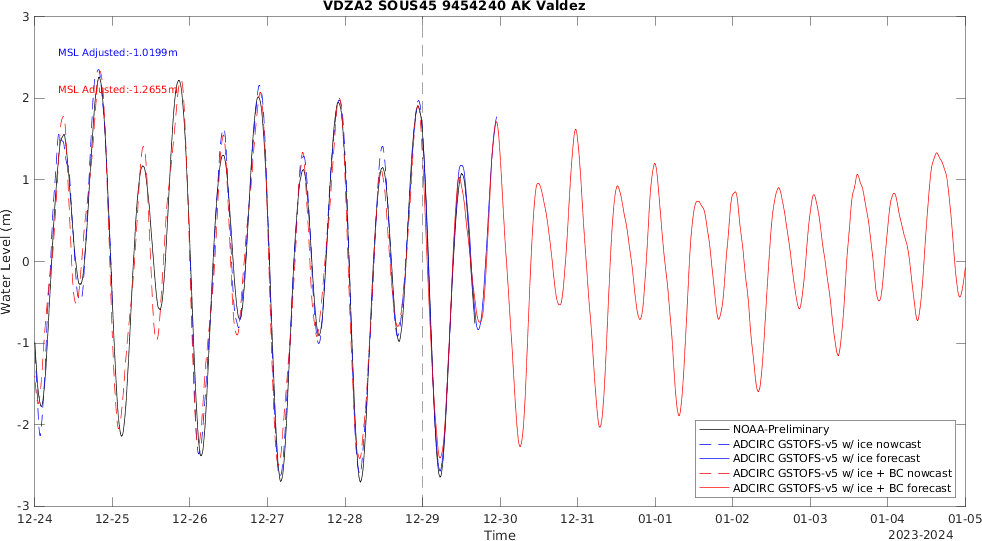 VDZA2 SOUS45 9454240 AK Valdez
3
MSL Adjusted:-1.0199m
MSL Adjusted:-1.2655m
2
1
0
-1
-2
-3
Water Level (m)
NOAA-Preliminary
ADCIRC GSTOFS-v5 w/ ice nowcast
ADCIRC GSTOFS-v5 w/ ice forecast
ADCIRC GSTOFS-v5 w/ ice + BC nowcast
ADCIRC GSTOFS-v5 w/ ice + BC forecast
12-24 12-25 12-26 12-27 12-28 12-29 12-30 12-31 01-01 01-02 01-03 01-04 01-05
Time
2023-2024